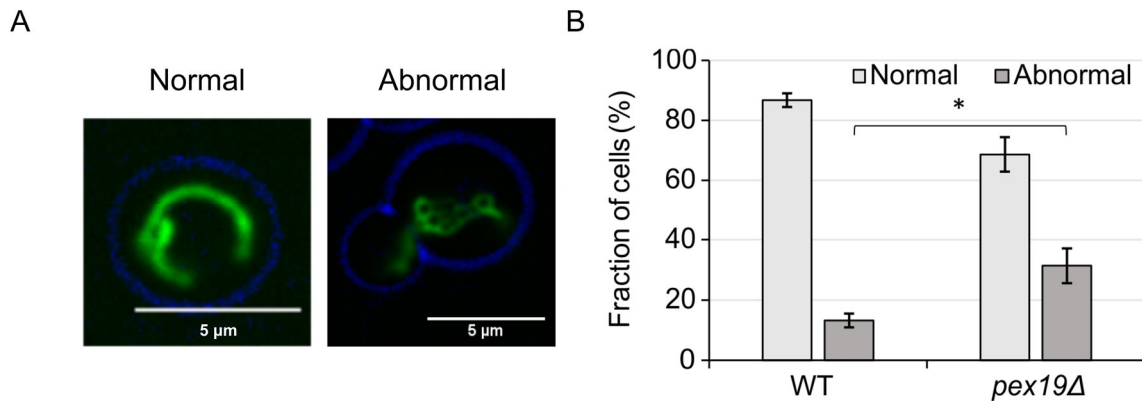 A
Normal
Abnormal
5 µm
5 µm
B
Fraction of cells (%)
100
80
60
40
20
0
Normal
Abnormal
*
WT
pex19Δ